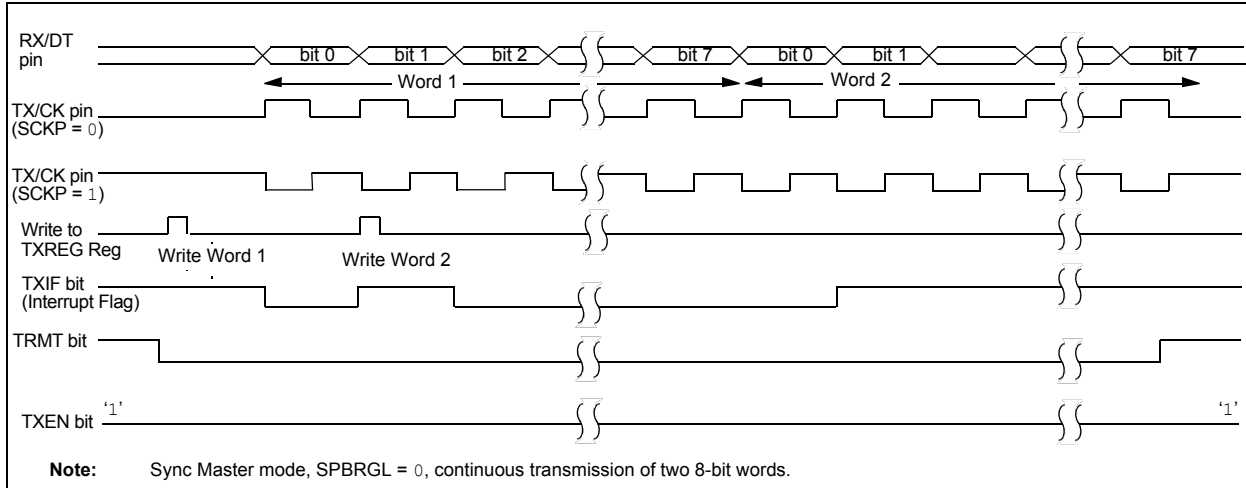 RX/DT
pin
bit 0 bit 1 bit 2 bit 7 bit 0 bit 1 bit 7
Word 1 Word 2
TX/CK pin
(SCKP = 0)
TX/CK pin
(SCKP = 1)
Write to
TXREG Reg
Write Word 1 Write Word 2
TXIF bit
(Interrupt Flag)
TRMT bit
TXEN bit ‘1’ ‘1’
Note: Sync Master mode, SPBRGL = 0, continuous transmission of two 8-bit words.